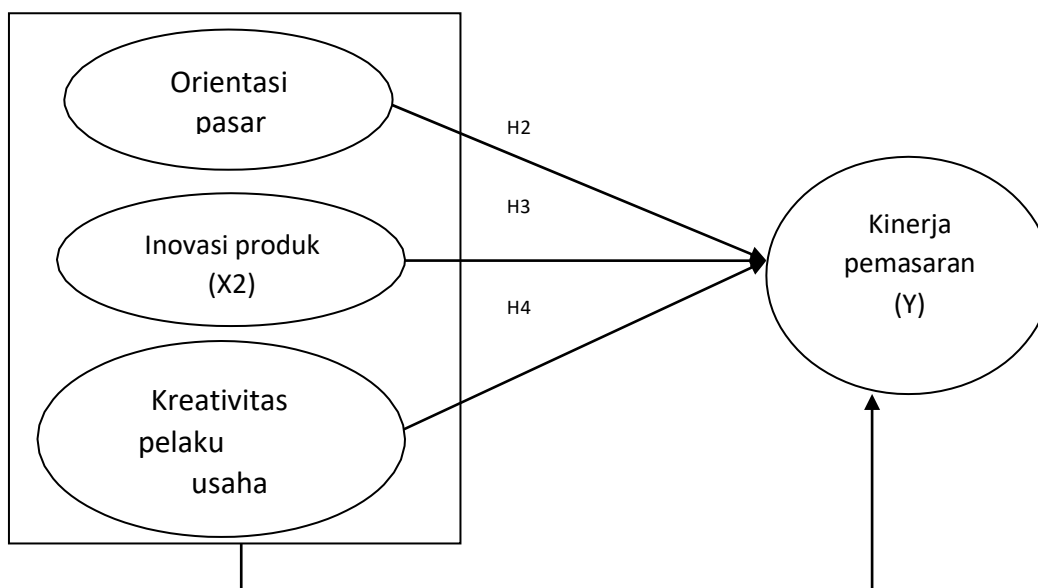 Orientasi
pasar
H2
H3
Inovasi produk
(X2)
Kinerja
pemasaran
(Y)
H4
Kreativitas
pelaku
usaha